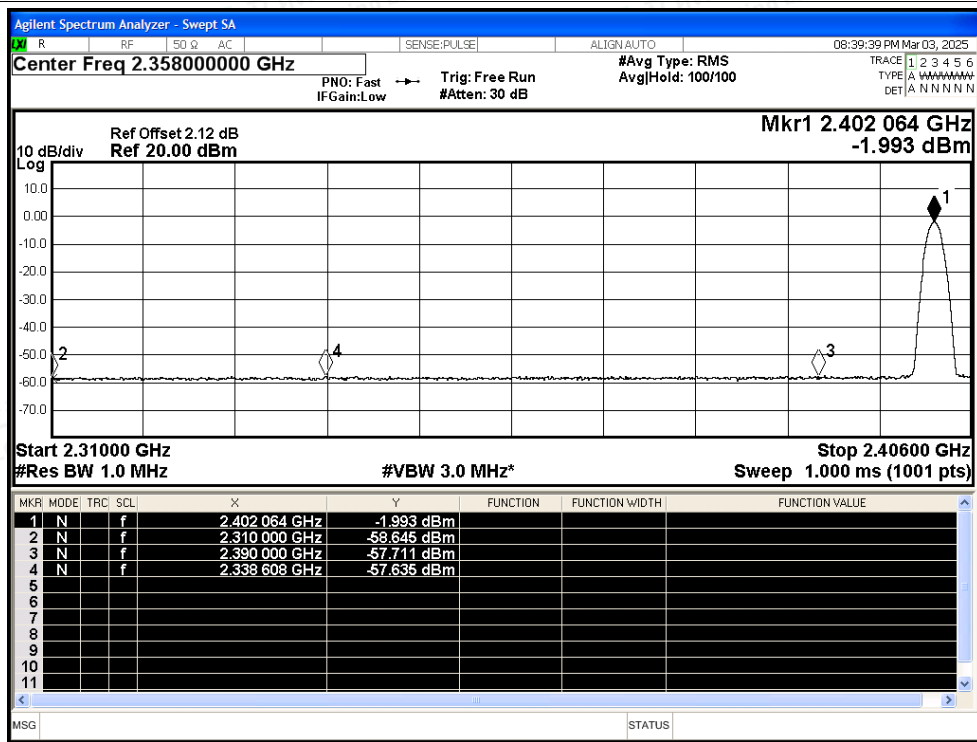 Agilent Spectrum Analyzer - Swept SA
LXI R RF 50 Ω AC SENSE:PULSE ALIGN AUTO 08:39:39 PM Mar 03, 2025
Center Freq 2.358000000 GHz
PNO: Fast Trig: Free Run
IFGain:Low #Atten: 30 dB
#Avg Type: RMS
Avg|Hold: 100/100
TRACE 1 2 3 4 5 6
TYPE A WWWWW
DET A N N N N N
Mkr1 2.402 064 GHz
-1.993 dBm
Ref Offset 2.12 dB
10 dB/div Ref 20.00 dBm
Log
10.0
0.00
-10.0
-20.0
-30.0
-40.0
-50.0
-60.0
-70.0
1
2
4
3
Start 2.31000 GHz Stop 2.40600 GHz
#Res BW 1.0 MHz #VBW 3.0 MHz* Sweep 1.000 ms (1001 pts)
MKR MODE TRC SCL X Y FUNCTION FUNCTION WIDTH FUNCTION VALUE
1 N f 2.402 064 GHz -1.993 dBm
2 N f 2.310 000 GHz -58.645 dBm
3 N f 2.390 000 GHz -57.711 dBm
4 N f 2.338 608 GHz -57.635 dBm
5
6
7
8
9
10
11
MSG STATUS